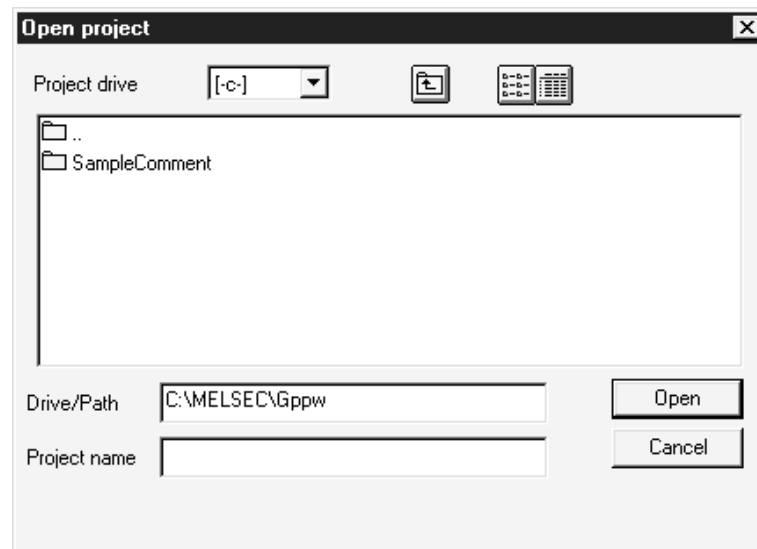 Open project
Project drive [-c-]
..
SampleComment
Drive/Path C:\MELSEC\Gppw Open
Project name Cancel